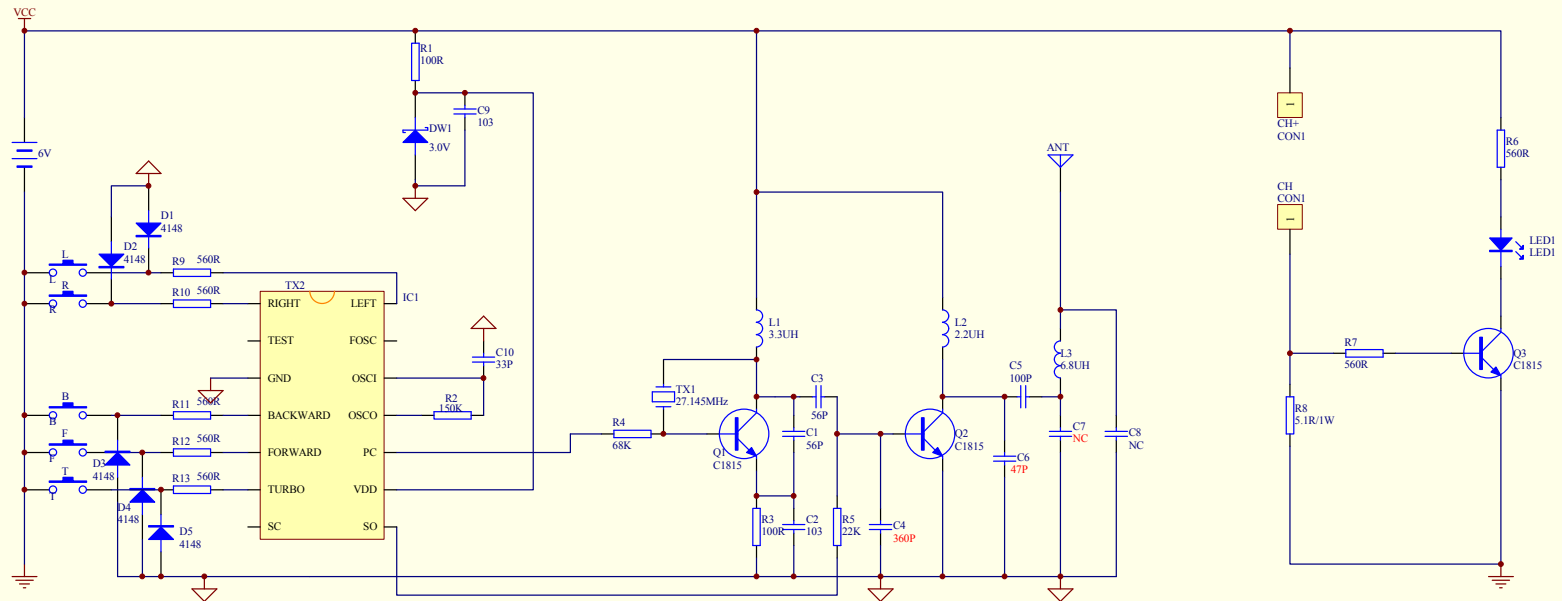 VCC
6V
R1
100R
C9
103
DW1
3.0V
D1
4148
D2
4148
L
L
R9 560R
R
R
R10 560R
TX2
IC1
RIGHT LEFT
TEST FOSC
GND OSCI
BACKWARD OSCO
FORWARD PC
TURBO VDD
SC SO
C10
33P
R2
150K
B
B
R11 560R
F
F
R12 560R
T
T
R13 560R
D3
4148
D4
4148
D5
4148
R4
68K
TX1
27.145MHz
L1
3.3UH
Q1
C1815
C3
56P
C1
56P
R3
100R
C2
103
R5
22K
C4
360P
L2
2.2UH
Q2
C1815
C5
100P
C6
47P
ANT
L3
6.8UH
C7
NC
C8
NC
1
CH+
CON1
CH
CON1
1
R7
560R
R8
5.1R/1W
R6
560R
LED1
LED1
Q3
C1815